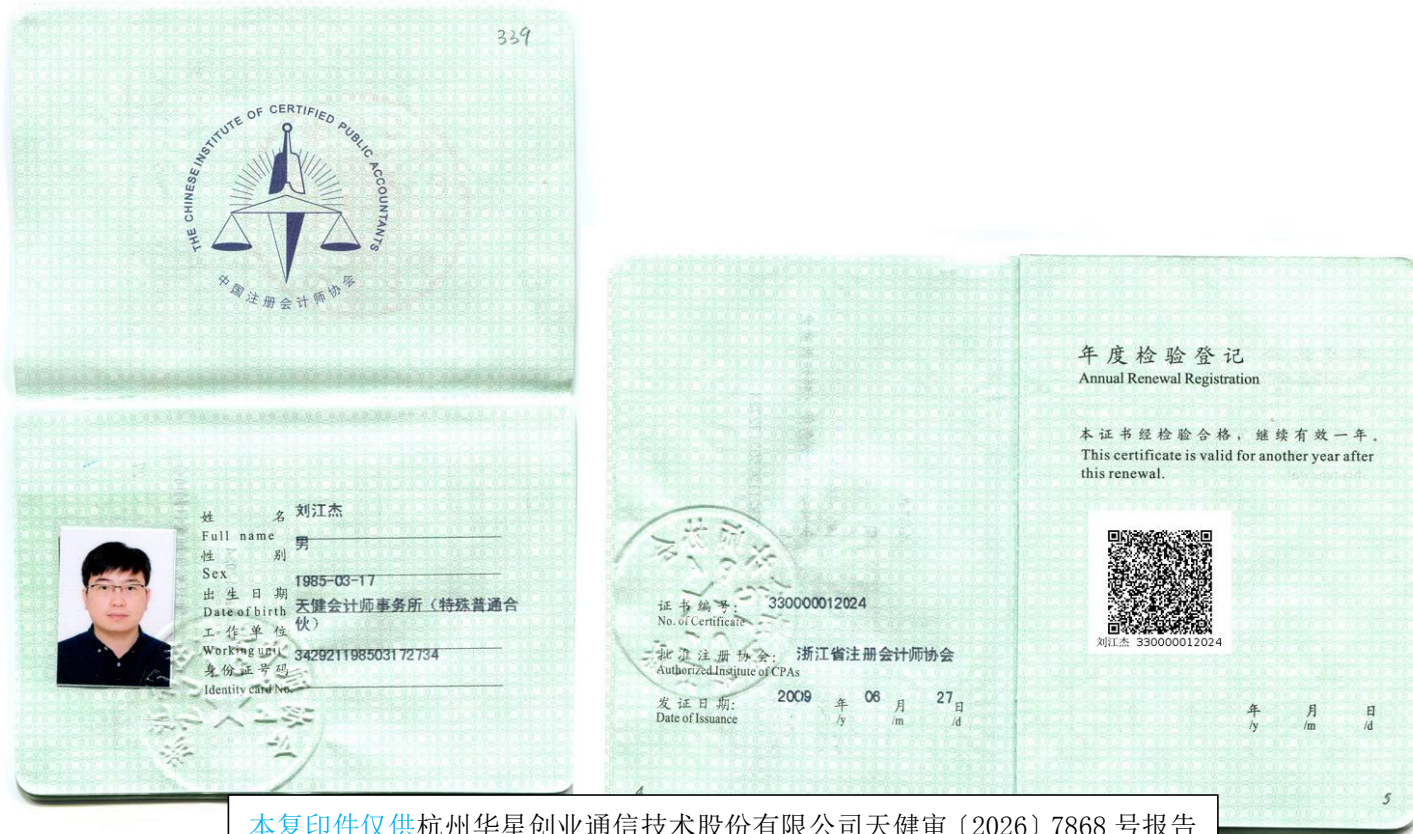 339
THE CHINESE INSTITUTE OF CERTIFIED PUBLIC ACCOUNTANTS
中国注册会计师协会
姓 名 刘江杰
Full name
性 别 男
Sex
出生日期 1985-03-17
Date of birth
工作单位 天健会计师事务所（特殊普通合
伙）
Working unit
身份证号码 342921198503172734
Identity card No.
证书编号: 330000012024
No. of Certificate
批准注册协会: 浙江省注册会计师协会
Authorized Institute of CPAs
发证日期: 2009 年 06 月 27 日
Date of Issuance /y /m /d
4
年度检验登记
Annual Renewal Registration
本证书经检验合格，继续有效一年。
This certificate is valid for another year after
this renewal.
刘江杰 330000012024
年 月 日
/y /m /d
5
本复印件仅供杭州华星创业通信技术股份有限公司天健审〔2026〕7868 号报告